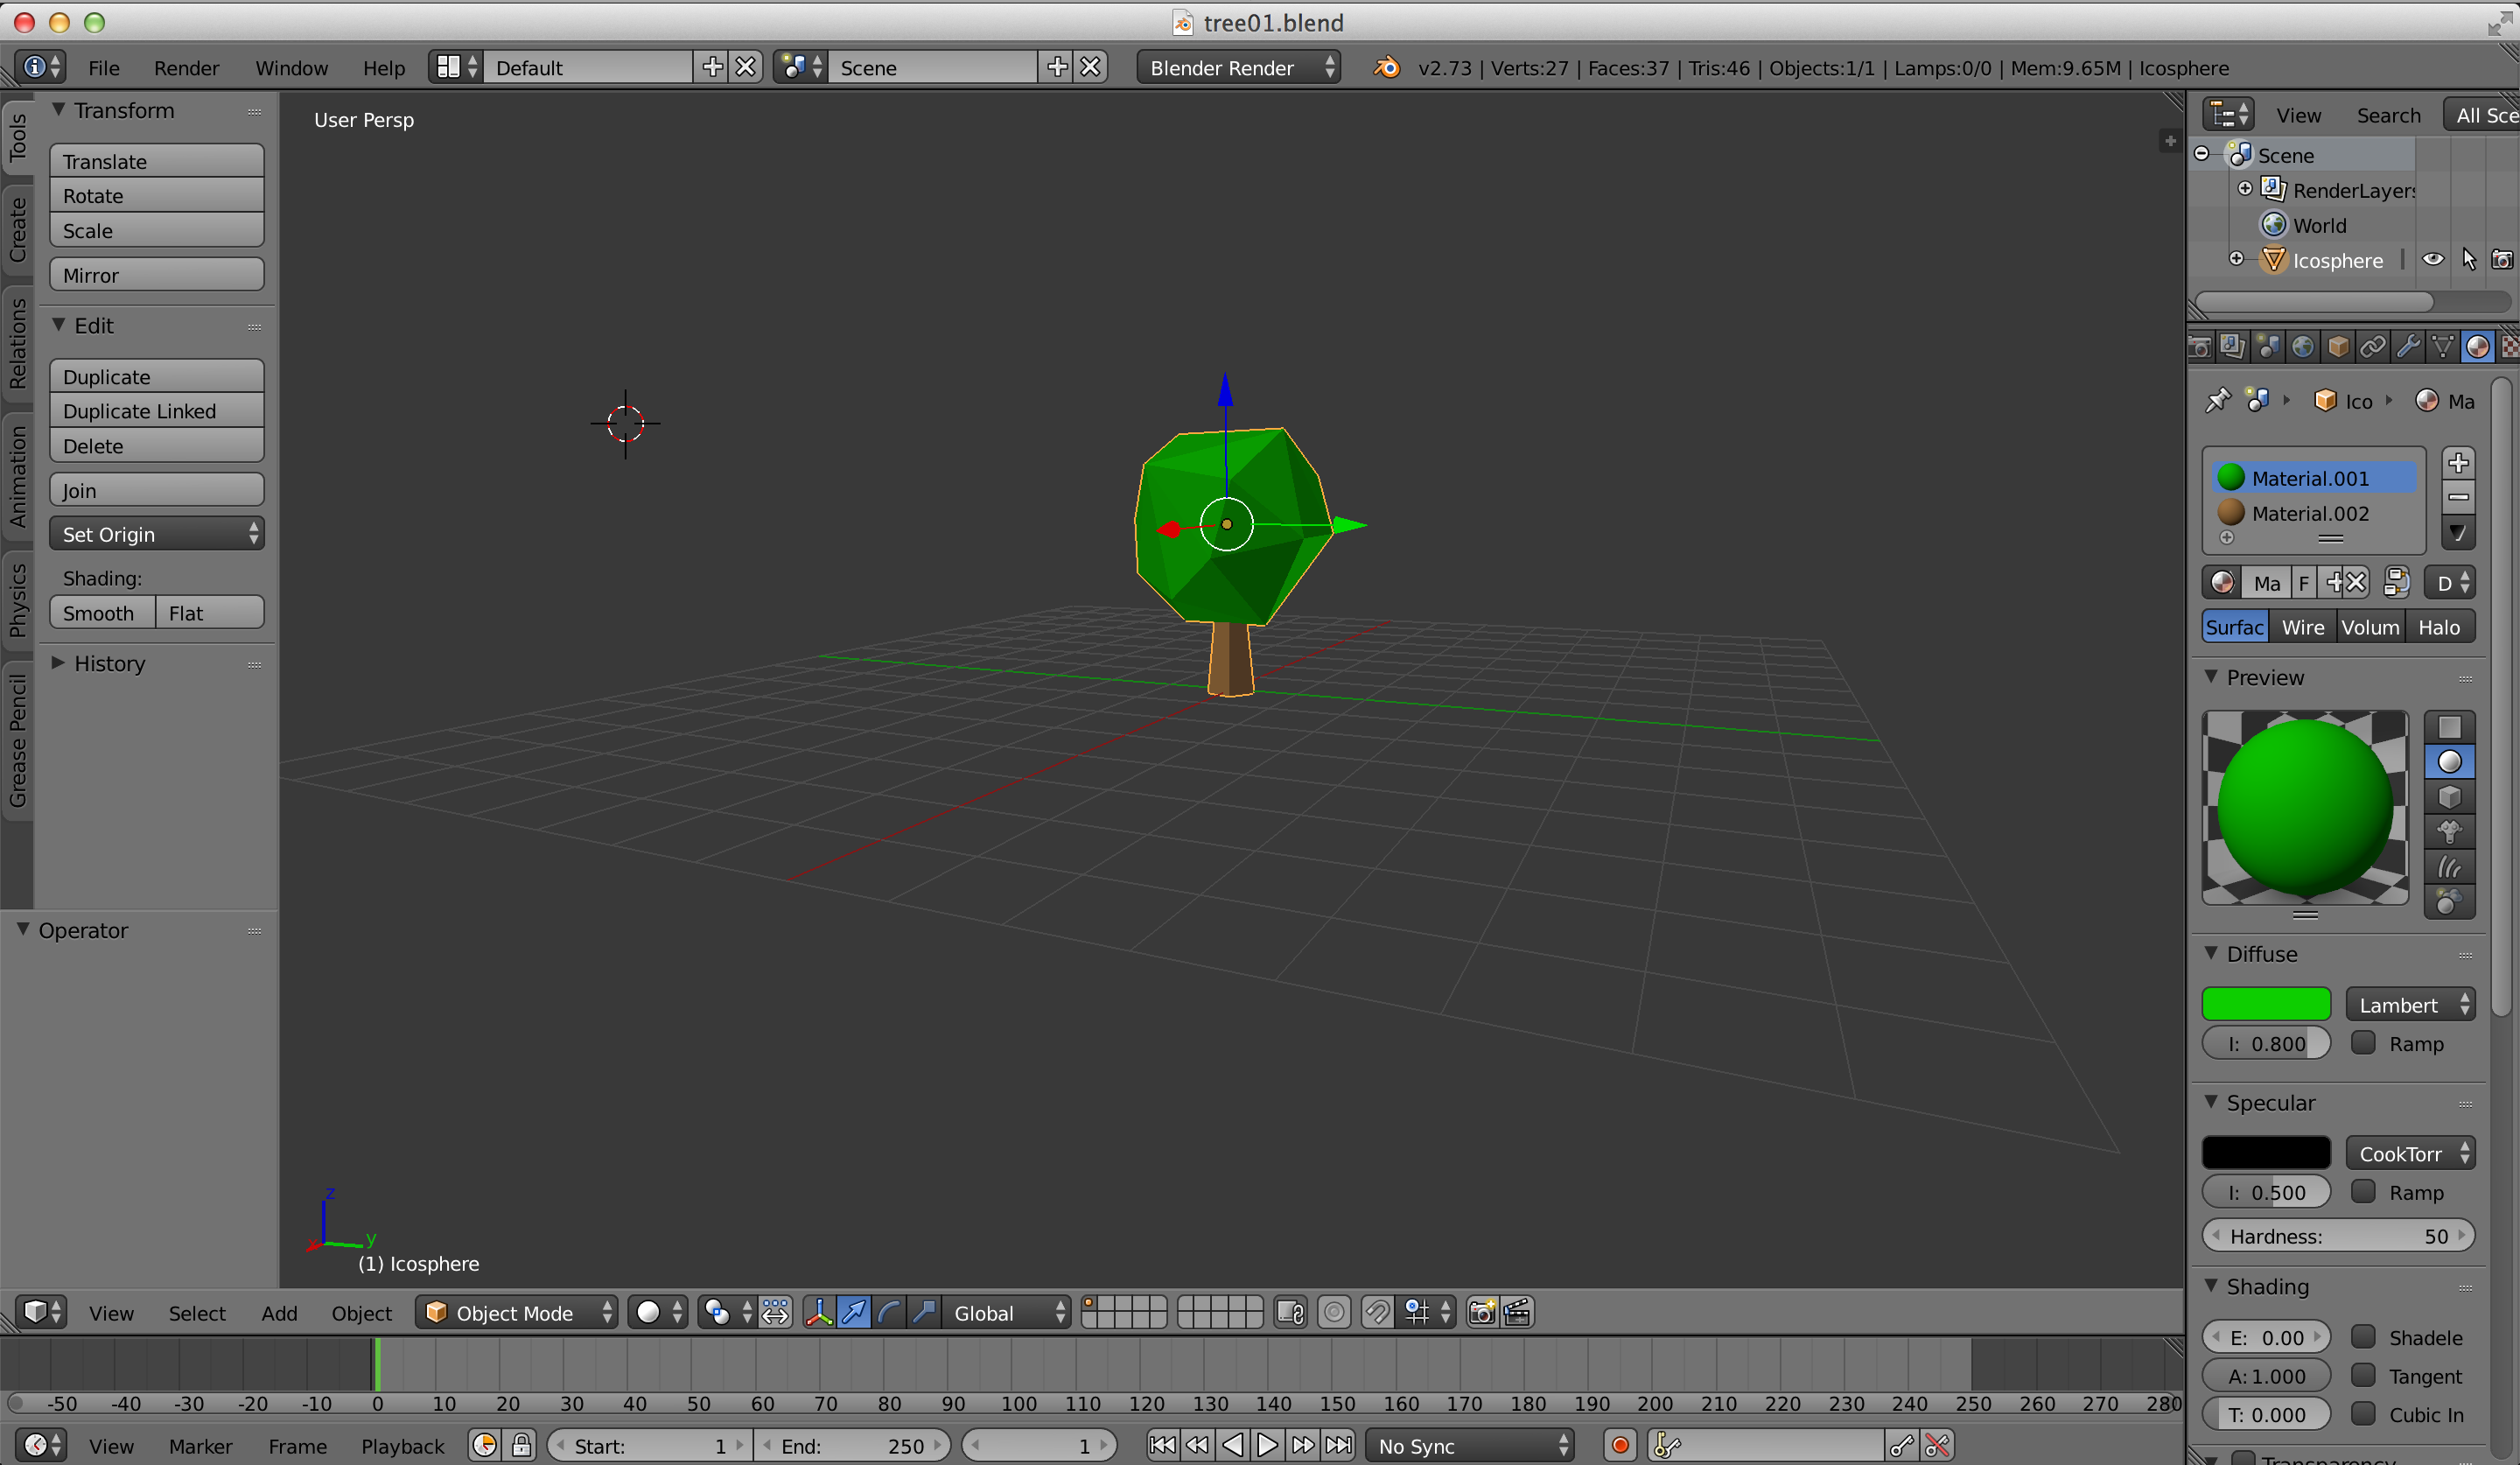 tree01.blend
File Render Window Help Default Scene Blender Render v2.73 | Verts:27 | Faces:37 | Tris:46 | Objects:1/1 | Lamps:0/0 | Mem:9.65M | Icosphere
Tools
Create
Relations
Animation
Physics
Grease Pencil
Transform
Translate
Rotate
Scale
Mirror
Edit
Duplicate
Duplicate Linked
Delete
Join
Set Origin
Shading:
Smooth Flat
History
Operator
User Persp
z
x y
(1) Icosphere
View Select Add Object Object Mode Global
-50 -40 -30 -20 -10 0 10 20 30 40 50 60 70 80 90 100 110 120 130 140 150 160 170 180 190 200 210 220 230 240 250 260 270 280
View Marker Frame Playback Start: 1 End: 250 1 No Sync
View Search All Sce
Scene
RenderLayers
World
Icosphere
Ico Ma
Material.001
Material.002
Ma F D
Surfac Wire Volum Halo
Preview
Diffuse
Lambert
I: 0.800 Ramp
Specular
CookTorr
I: 0.500 Ramp
Hardness: 50
Shading
E: 0.00 Shadele
A: 1.000 Tangent
T: 0.000 Cubic In
Transparency